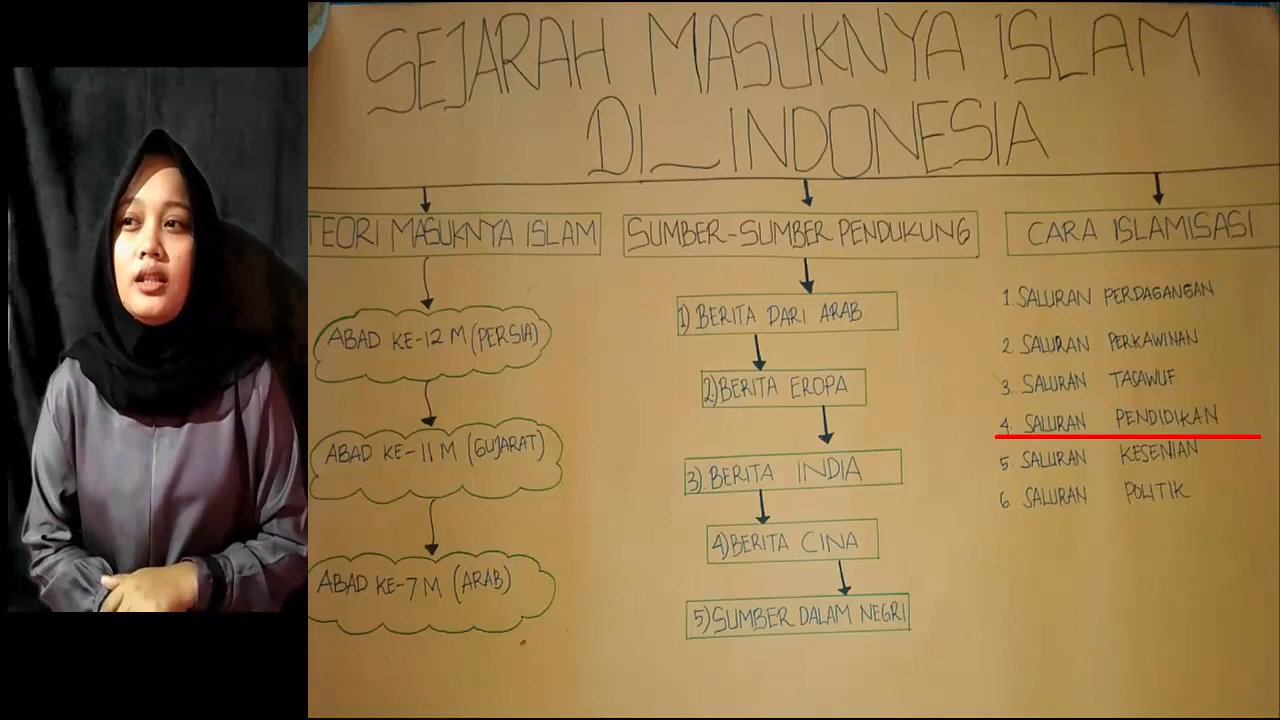 SEJARAH MASUKNYA ISLAM
DI_INDONESIA
TEORI MASUKNYA ISLAM
ABAD KE-12 M (PERSIA)
ABAD KE-11 M (GUJARAT)
ABAD KE-7 M (ARAB)
SUMBER-SUMBER PENDUKUNG
1) BERITA DARI ARAB
2) BERITA EROPA
3). BERITA INDIA
4) BERITA CINA
5) SUMBER DALAM NEGRI
CARA ISLAMISASI
1. SALURAN PERDAGANGAN
2. SALURAN PERKAWINAN
3. SALURAN TASAWUF
4. SALURAN PENDIDIKAN
5. SALURAN KESENIAN
6 SALURAN POLITIK